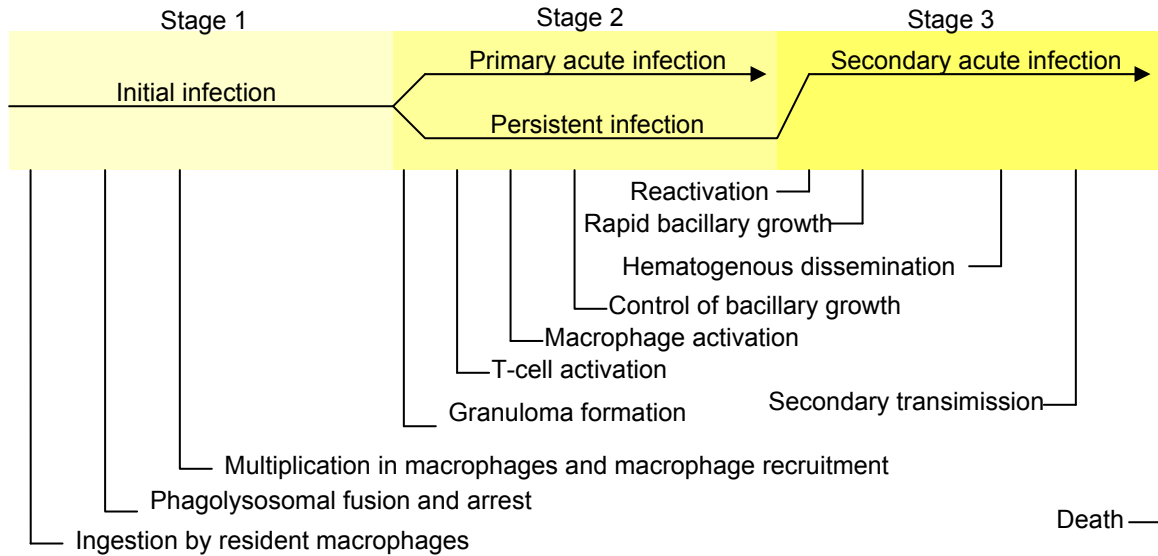 Stage 1
Stage 2
Stage 3
Primary acute infection
Secondary acute infection
Initial infection
Persistent infection
Reactivation
Rapid bacillary growth
Hematogenous dissemination
Control of bacillary growth
Macrophage activation
T-cell activation
Granuloma formation
Secondary transimission
Multiplication in macrophages and macrophage recruitment
Phagolysosomal fusion and arrest
Death
Ingestion by resident macrophages